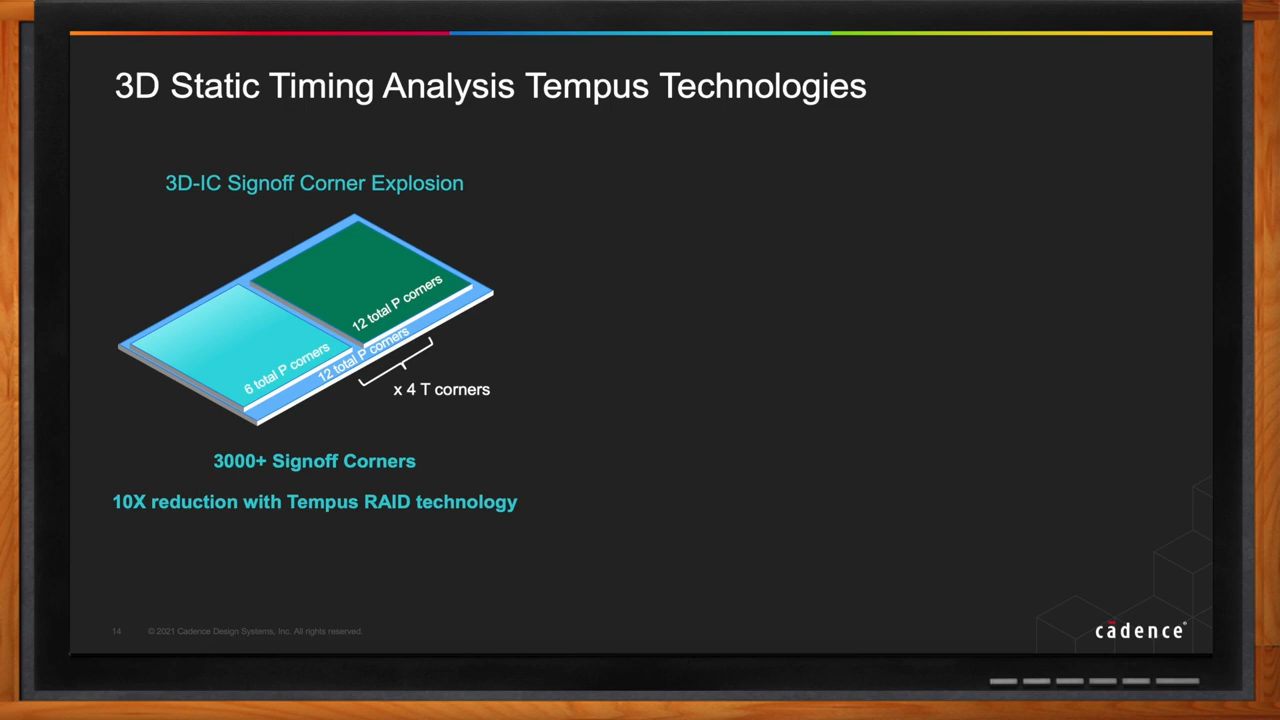 3D Static Timing Analysis Tempus Technologies
3D-IC Signoff Corner Explosion
12 total P corners
6 total P corners
12 total P corners
x 4 T corners
3000+ Signoff Corners
10X reduction with Tempus RAID technology
14 © 2021 Cadence Design Systems, Inc. All rights reserved.
cādence®